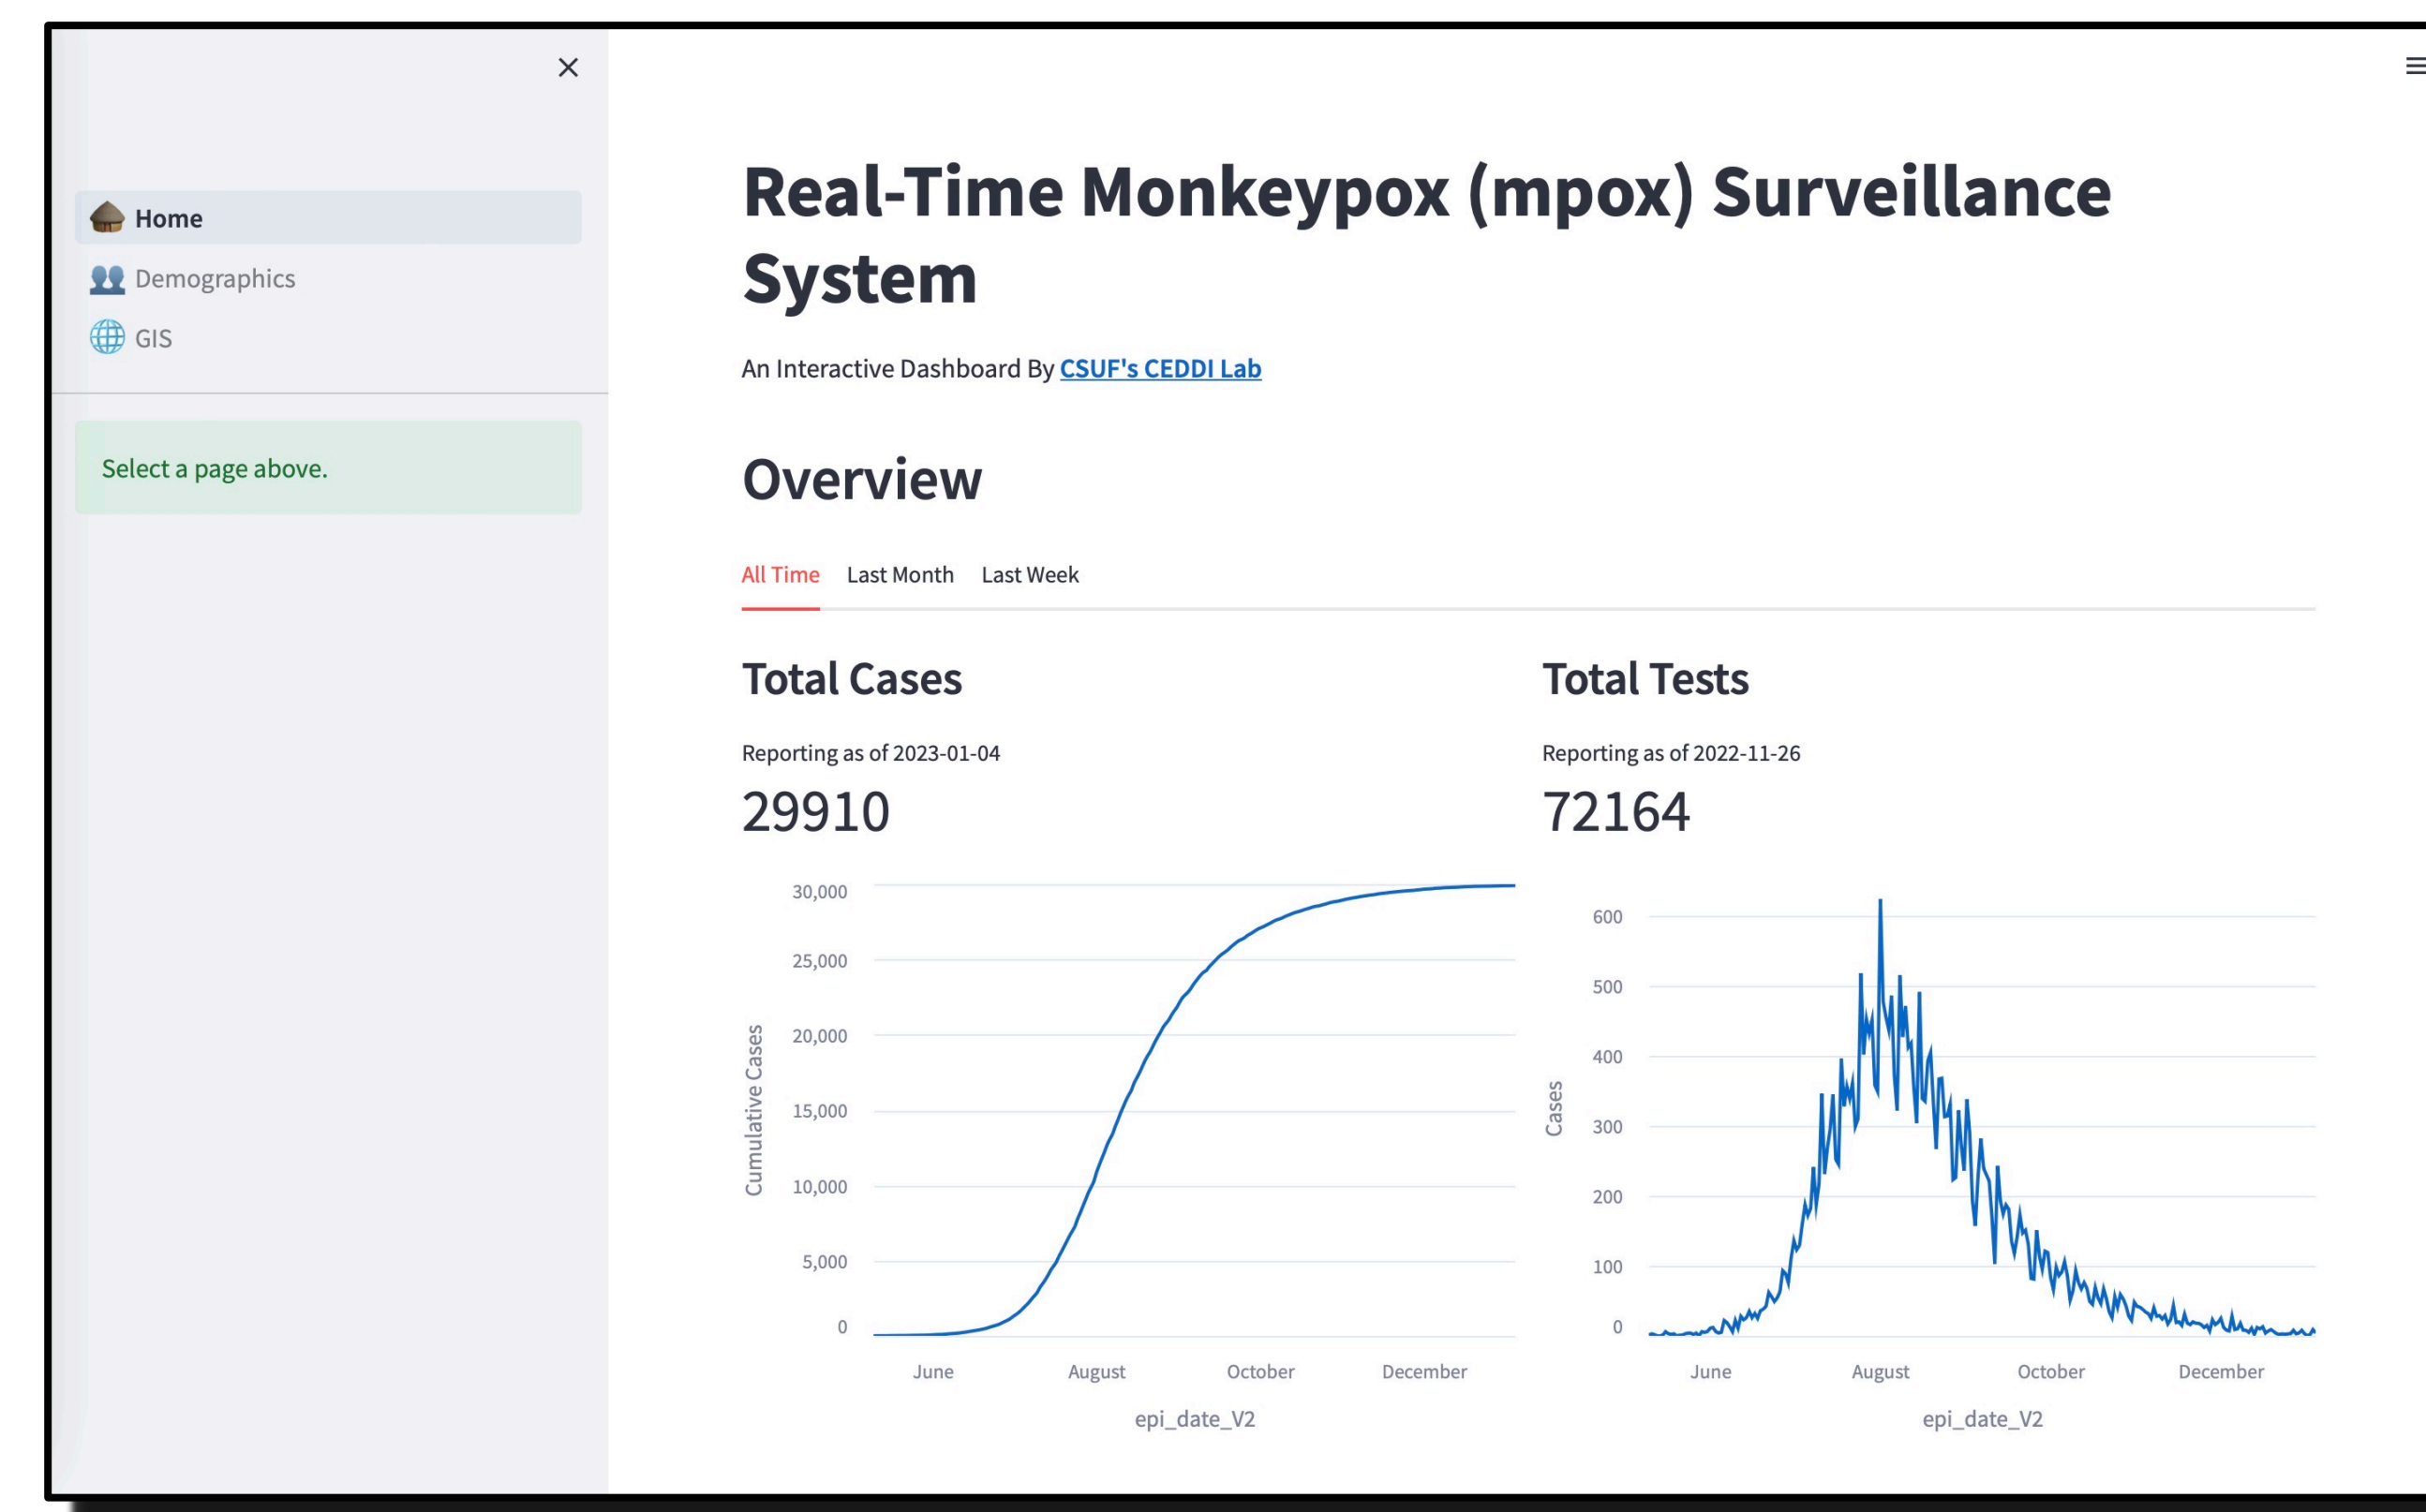 Home
Demographics
GIS
Select a page above.
Real-Time Monkeypox (mpox) Surveillance
System
An Interactive Dashboard By CSUF's CEDDI Lab
Overview
All Time Last Month Last Week
Total Cases
Reporting as of 2023-01-04
29910
30,000
25,000
20,000
15,000
10,000
5,000
0
Cumulative Cases
June August October December
epi_date_V2
Total Tests
Reporting as of 2022-11-26
72164
600
500
400
300
200
100
0
Cases
June August October December
epi_date_V2